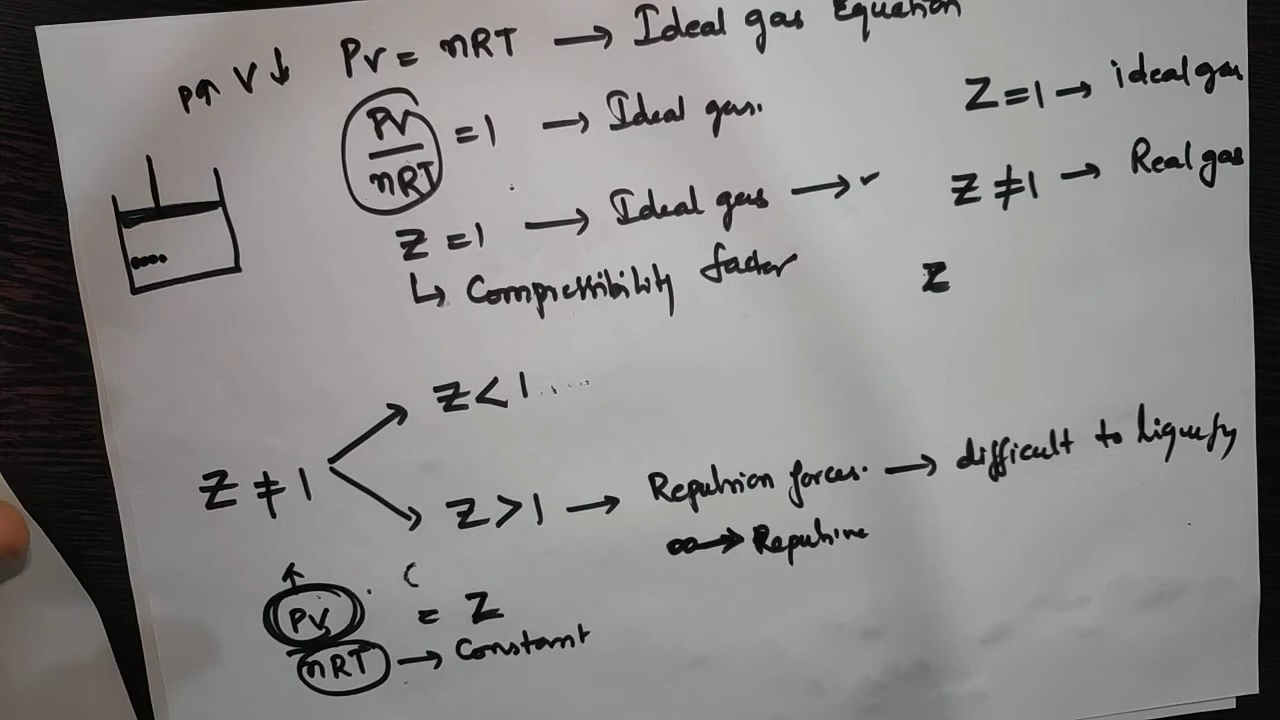 P↑ V↓ PV = nRT → Ideal gas Equation
PV/nRT = 1 → Ideal gas.
Z = 1 → ideal gas
Z = 1 → Ideal gas → ✓
Z ≠ 1 → Real gas
↳ Compressibility factor
Z
Z ≠ 1
Z < 1 ....
Z > 1 → Repulsion forces. → difficult to liquefy
→ Repulsive
↑
PV/nRT = Z
→ Constant